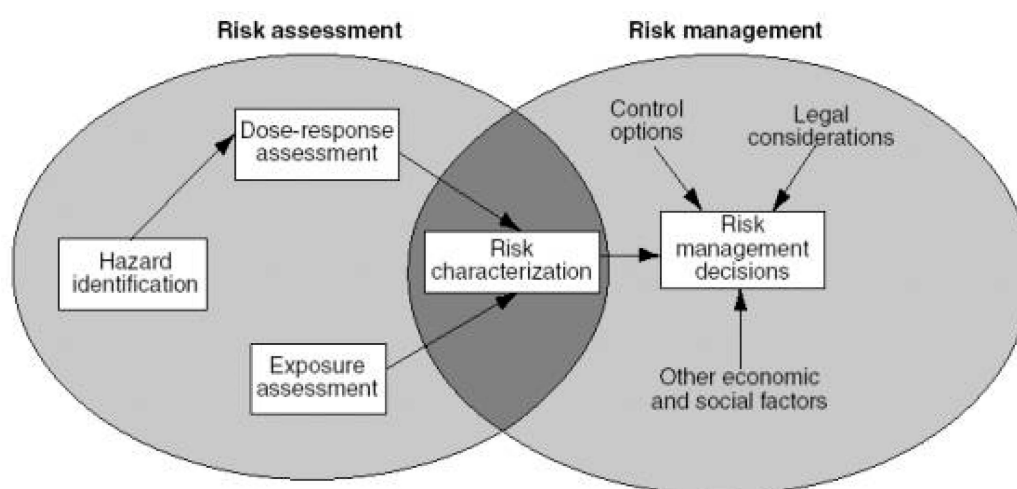 Risk assessment
Risk management
Dose-response
assessment
Control
options
Legal
considerations
Hazard
identification
Risk
characterization
Risk
management
decisions
Exposure
assessment
Other economic
and social factors